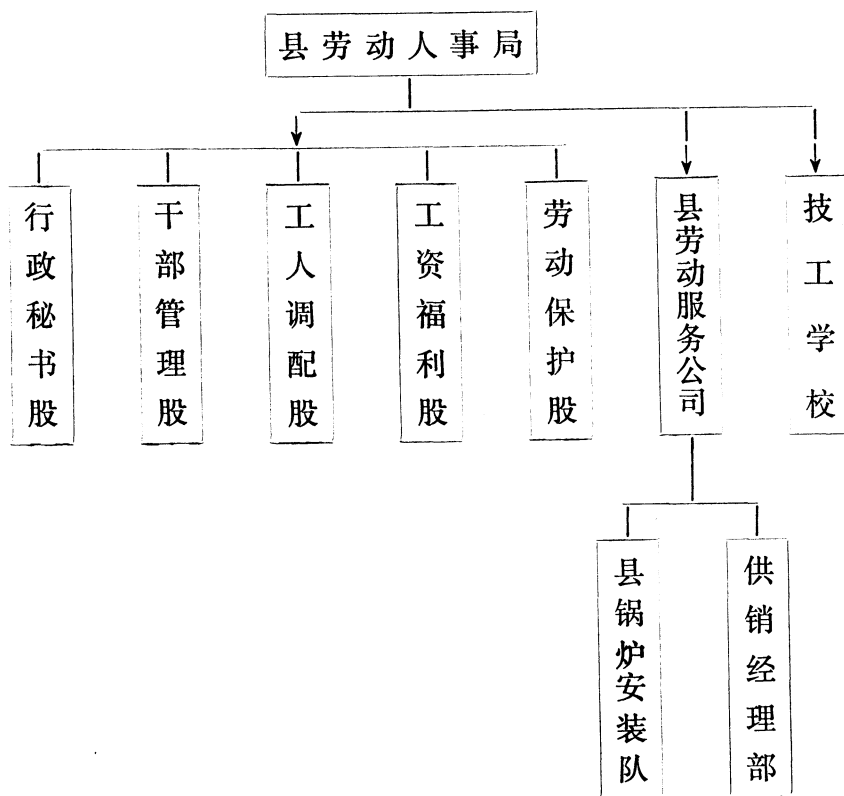 县劳动人事局
行政秘书股
干部管理股
工人调配股
工资福利股
劳动保护股
县劳动服务公司
技工学校
县锅炉安装队
供销经理部